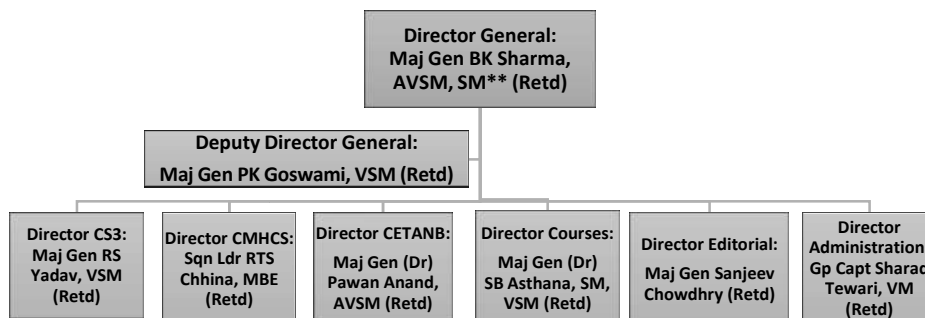 Director General:
Maj Gen BK Sharma,
AVSM, SM** (Retd)
Deputy Director General:
Maj Gen PK Goswami, VSM (Retd)
Director CS3:
Maj Gen RS
Yadav, VSM
(Retd)
Director CMHCS:
Sqn Ldr RTS
Chhina, MBE
(Retd)
Director CETANB:
Maj Gen (Dr)
Pawan Anand,
AVSM (Retd)
Director Courses:
Maj Gen (Dr)
SB Asthana, SM,
VSM (Retd)
Director Editorial:
Maj Gen Sanjeev
Chowdhry (Retd)
Director
Administration
Gp Capt Sharad
Tewari, VM
(Retd)